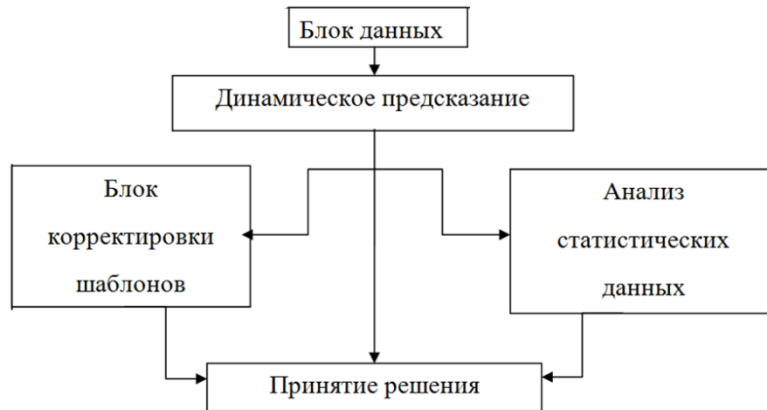 Блок данных
Динамическое предсказание
Блок
корректировки
шаблонов
Анализ
статистических
данных
Принятие решения